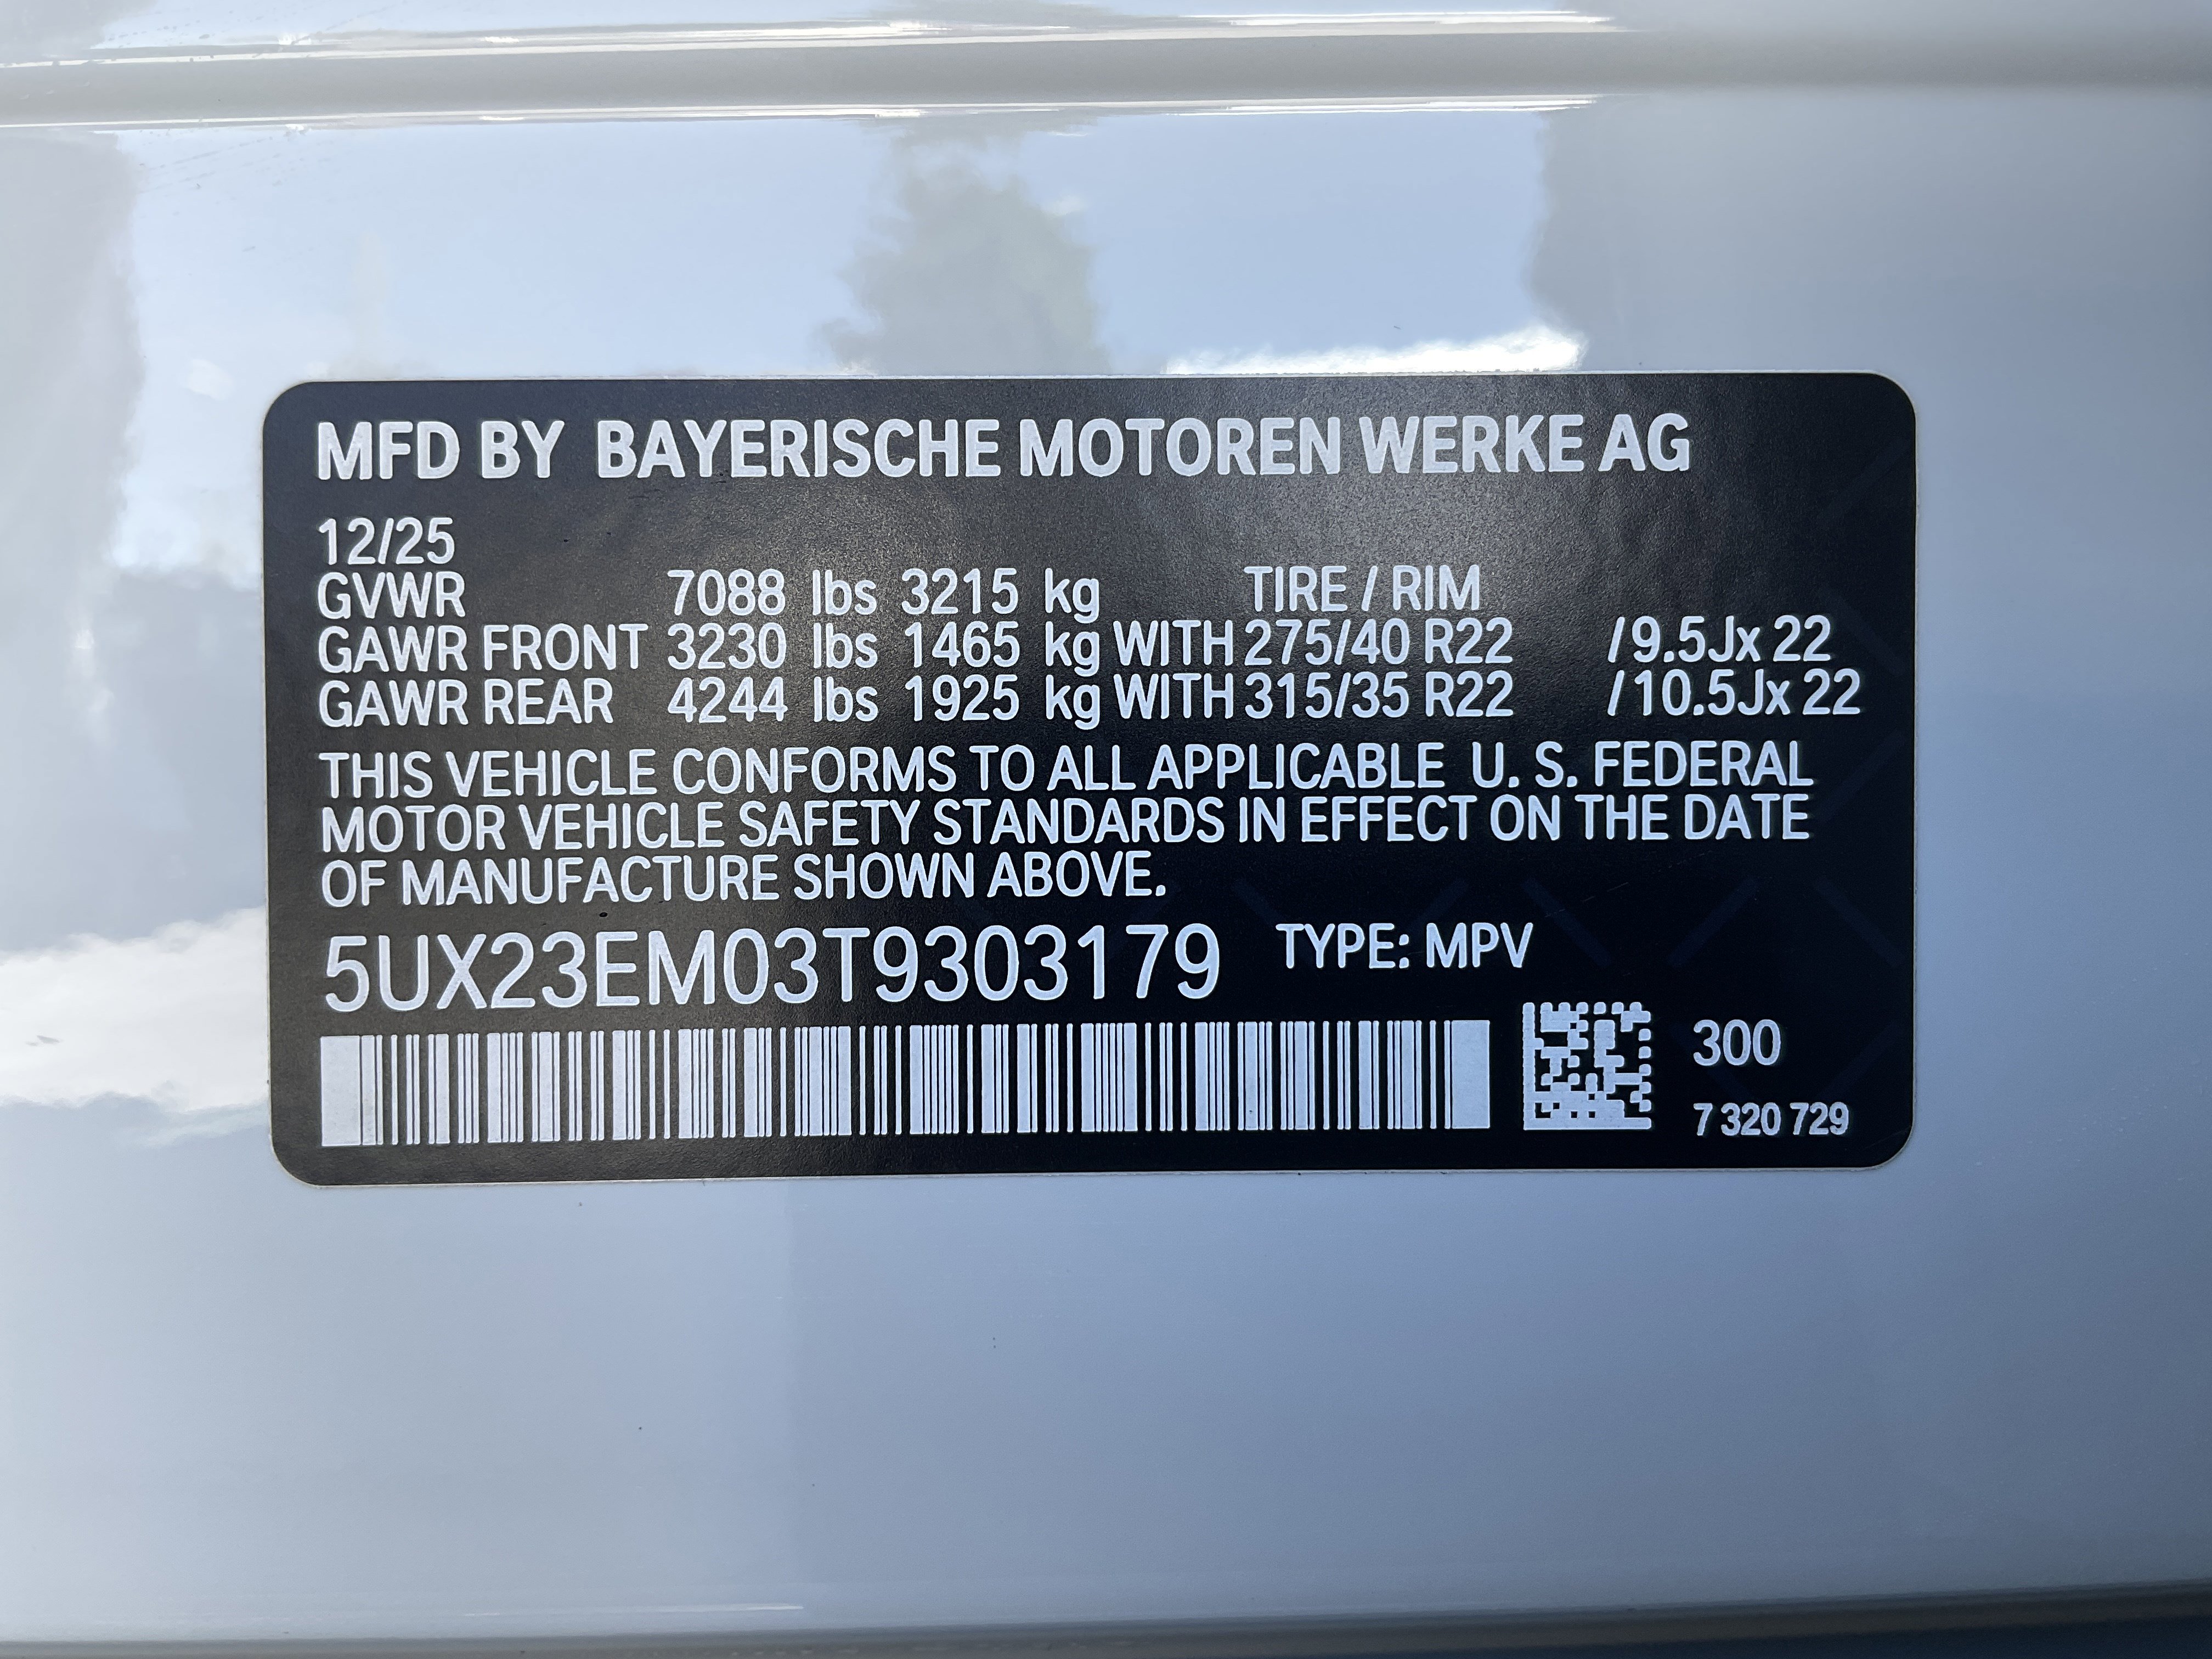 MFD BY BAYERISCHE MOTOREN WERKE AG
12/25
GVWR 7088 lbs 3215 kg TIRE / RIM
GAWR FRONT 3230 lbs 1465 kg WITH 275/40 R22 /9.5Jx 22
GAWR REAR 4244 lbs 1925 kg WITH 315/35 R22 /10.5Jx 22
THIS VEHICLE CONFORMS TO ALL APPLICABLE U. S. FEDERAL
MOTOR VEHICLE SAFETY STANDARDS IN EFFECT ON THE DATE
OF MANUFACTURE SHOWN ABOVE.
5UX23EM03T9303179 TYPE: MPV
300
7 320 729